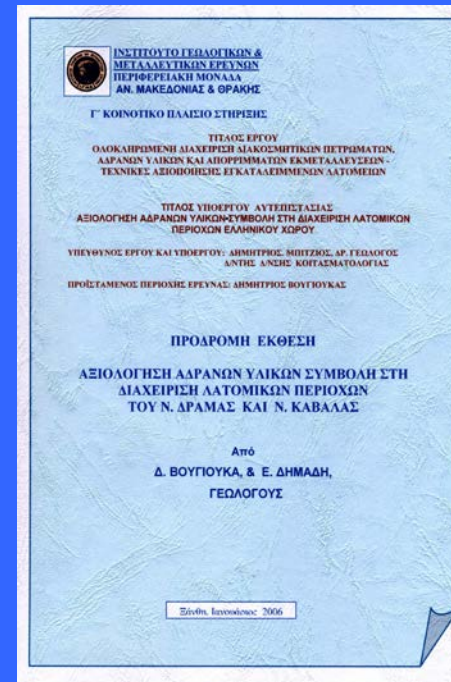 ΙΝΣΤΙΤΟΥΤΟ ΓΕΩΛΟΓΙΚΩΝ &
ΜΕΤΑΛΛΕΥΤΙΚΩΝ ΕΡΕΥΝΩΝ
ΠΕΡΙΦΕΡΕΙΑΚΗ ΜΟΝΑΔΑ
ΑΝ. ΜΑΚΕΔΟΝΙΑΣ & ΘΡΑΚΗΣ
Γ΄ ΚΟΙΝΟΤΙΚΟ ΠΛΑΙΣΙΟ ΣΤΗΡΙΞΗΣ
ΤΙΤΛΟΣ ΕΡΓΟΥ
ΟΛΟΚΛΗΡΩΜΕΝΗ ΔΙΑΧΕΙΡΙΣΗ ΔΙΑΚΟΣΜΗΤΙΚΩΝ ΠΕΤΡΩΜΑΤΩΝ,
ΑΔΡΑΝΩΝ ΥΛΙΚΩΝ ΚΑΙ ΑΠΟΡΡΙΜΜΑΤΩΝ ΕΚΜΕΤΑΛΛΕΥΣΕΩΝ -
ΤΕΧΝΙΚΕΣ ΑΞΙΟΠΟΙΗΣΗΣ ΕΓΚΑΤΑΛΕΙΜΜΕΝΩΝ ΛΑΤΟΜΕΙΩΝ
ΤΙΤΛΟΣ ΥΠΟΕΡΓΟΥ ΑΥΤΕΠΙΣΤΑΣΙΑΣ
ΑΞΙΟΛΟΓΗΣΗ ΑΔΡΑΝΩΝ ΥΛΙΚΩΝ-ΣΥΜΒΟΛΗ ΣΤΗ ΔΙΑΧΕΙΡΙΣΗ ΛΑΤΟΜΙΚΩΝ
ΠΕΡΙΟΧΩΝ ΕΛΛΗΝΙΚΟΥ ΧΩΡΟΥ
ΥΠΕΥΘΥΝΟΣ ΕΡΓΟΥ ΚΑΙ ΥΠΟΕΡΓΟΥ: ΔΗΜΗΤΡΙΟΣ, ΜΠΙΤΖΙΟΣ, ΔΡ. ΓΕΩΛΟΓΟΣ
Δ/ΝΤΗΣ Δ/ΝΣΗΣ ΚΟΙΤΑΣΜΑΤΟΛΟΓΙΑΣ
ΠΡΟΪΣΤΑΜΕΝΟΣ ΠΕΡΙΟΧΗΣ ΕΡΕΥΝΑΣ: ΔΗΜΗΤΡΙΟΣ ΒΟΥΓΙΟΥΚΑΣ
ΠΡΟΔΡΟΜΗ ΕΚΘΕΣΗ
ΑΞΙΟΛΟΓΗΣΗ ΑΔΡΑΝΩΝ ΥΛΙΚΩΝ ΣΥΜΒΟΛΗ ΣΤΗ
ΔΙΑΧΕΙΡΙΣΗ ΛΑΤΟΜΙΚΩΝ ΠΕΡΙΟΧΩΝ
ΤΟΥ Ν. ΔΡΑΜΑΣ ΚΑΙ Ν. ΚΑΒΑΛΑΣ
Από
Δ. ΒΟΥΓΙΟΥΚΑ, & Ε. ΔΗΜΑΔΗ,
ΓΕΩΛΟΓΟΥΣ
Ξάνθη, Ιανουάριος 2006